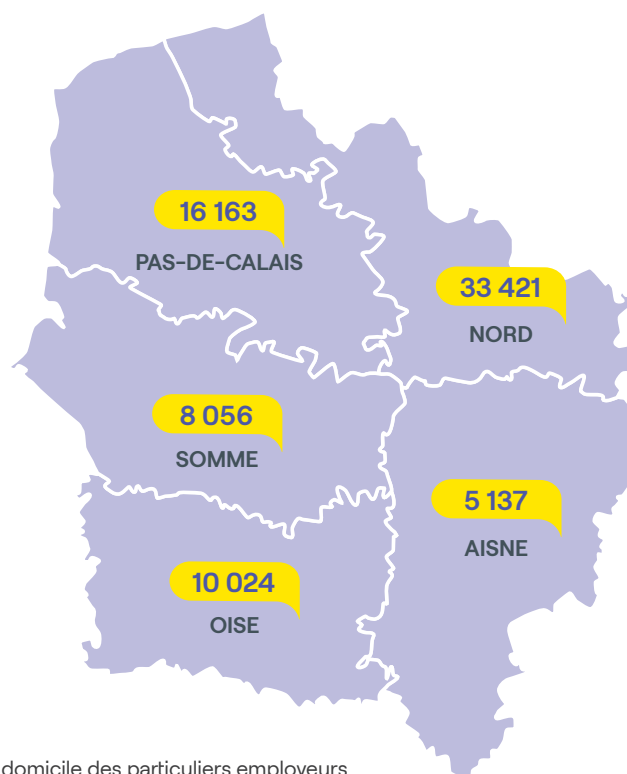 16 163
PAS-DE-CALAIS
33 421
NORD
8 056
SOMME
5 137
AISNE
10 024
OISE
domicile des particuliers employeurs